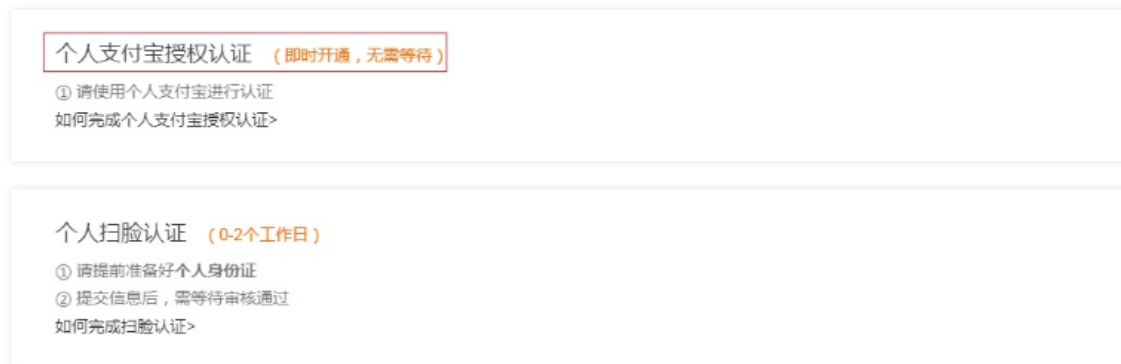 个人支付宝授权认证 （即时开通，无需等待）
① 请使用个人支付宝进行认证
如何完成个人支付宝授权认证>
个人扫脸认证 （0-2个工作日）
① 请提前准备好个人身份证
② 提交信息后，需等待审核通过
如何完成扫脸认证>